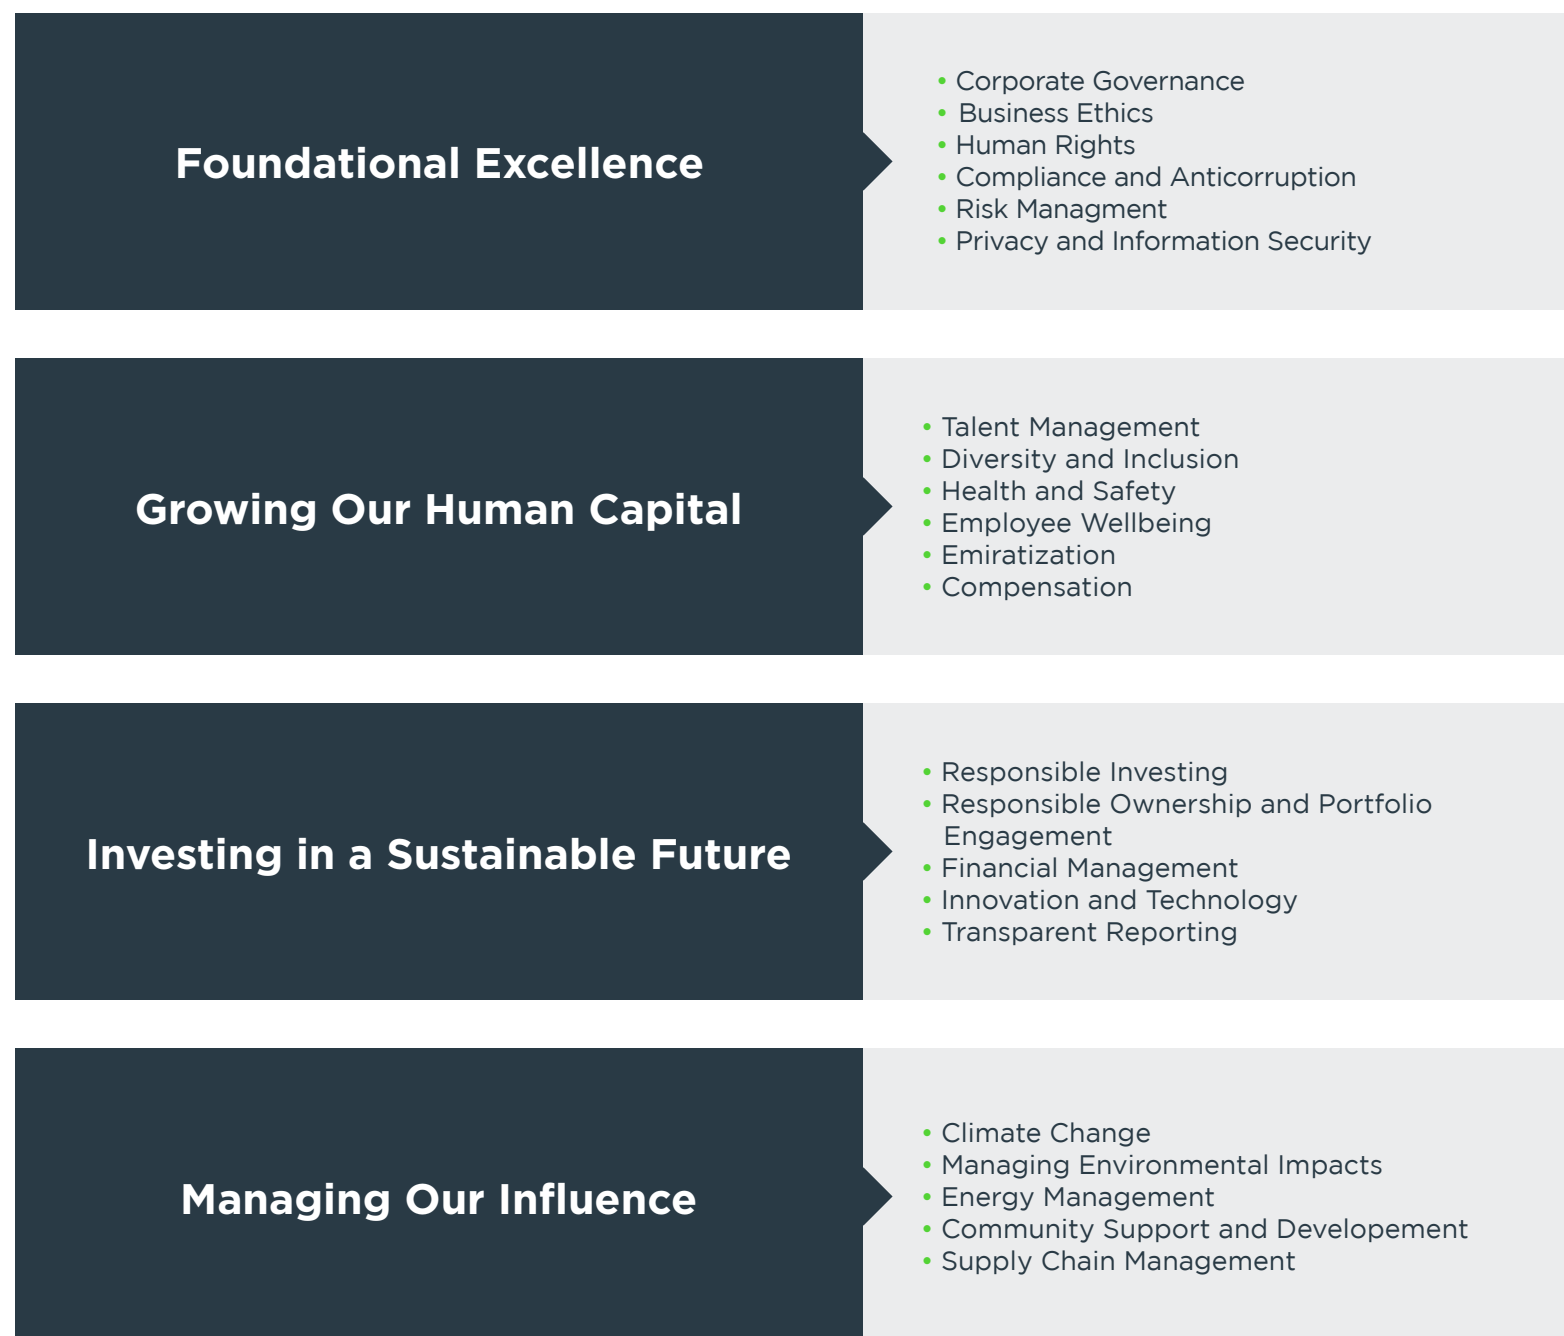 Foundational Excellence
• Corporate Governance
• Business Ethics
• Human Rights
• Compliance and Anticorruption
• Risk Managment
• Privacy and Information Security
Growing Our Human Capital
• Talent Management
• Diversity and Inclusion
• Health and Safety
• Employee Wellbeing
• Emiratization
• Compensation
Investing in a Sustainable Future
• Responsible Investing
• Responsible Ownership and Portfolio
Engagement
• Financial Management
• Innovation and Technology
• Transparent Reporting
Managing Our Influence
• Climate Change
• Managing Environmental Impacts
• Energy Management
• Community Support and Developement
• Supply Chain Management